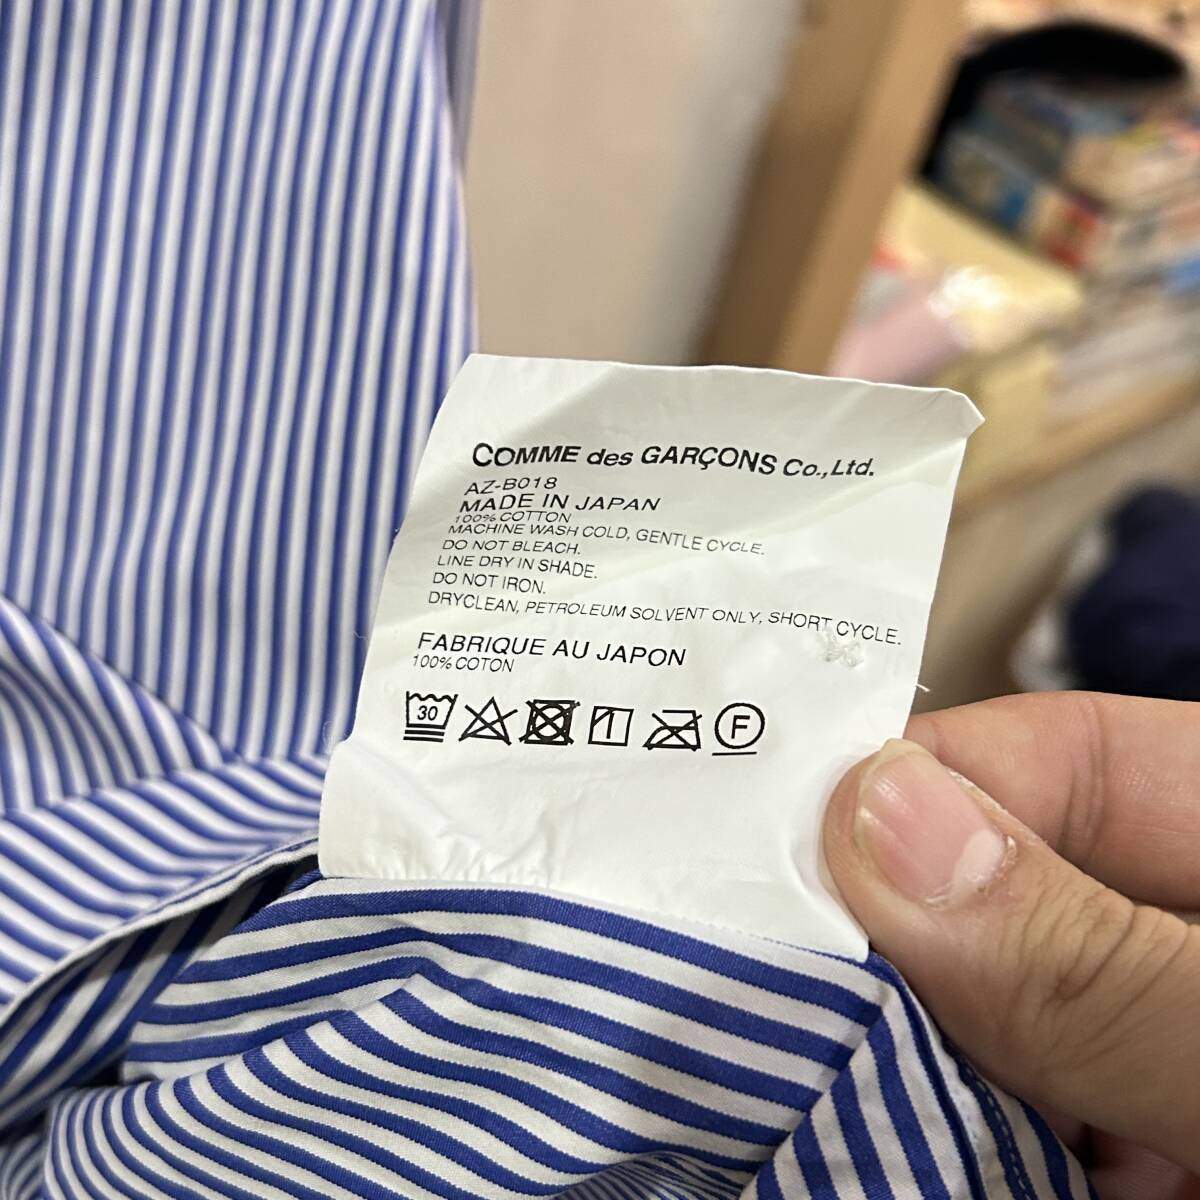 COMME des GARÇONS Co.,Ltd.
AZ-B018
MADE IN JAPAN
100% COTTON
MACHINE WASH COLD, GENTLE CYCLE.
DO NOT BLEACH.
LINE DRY IN SHADE.
DO NOT IRON.
DRYCLEAN, PETROLEUM SOLVENT ONLY, SHORT CYCLE.
FABRIQUE AU JAPON
100% COTON
30 F